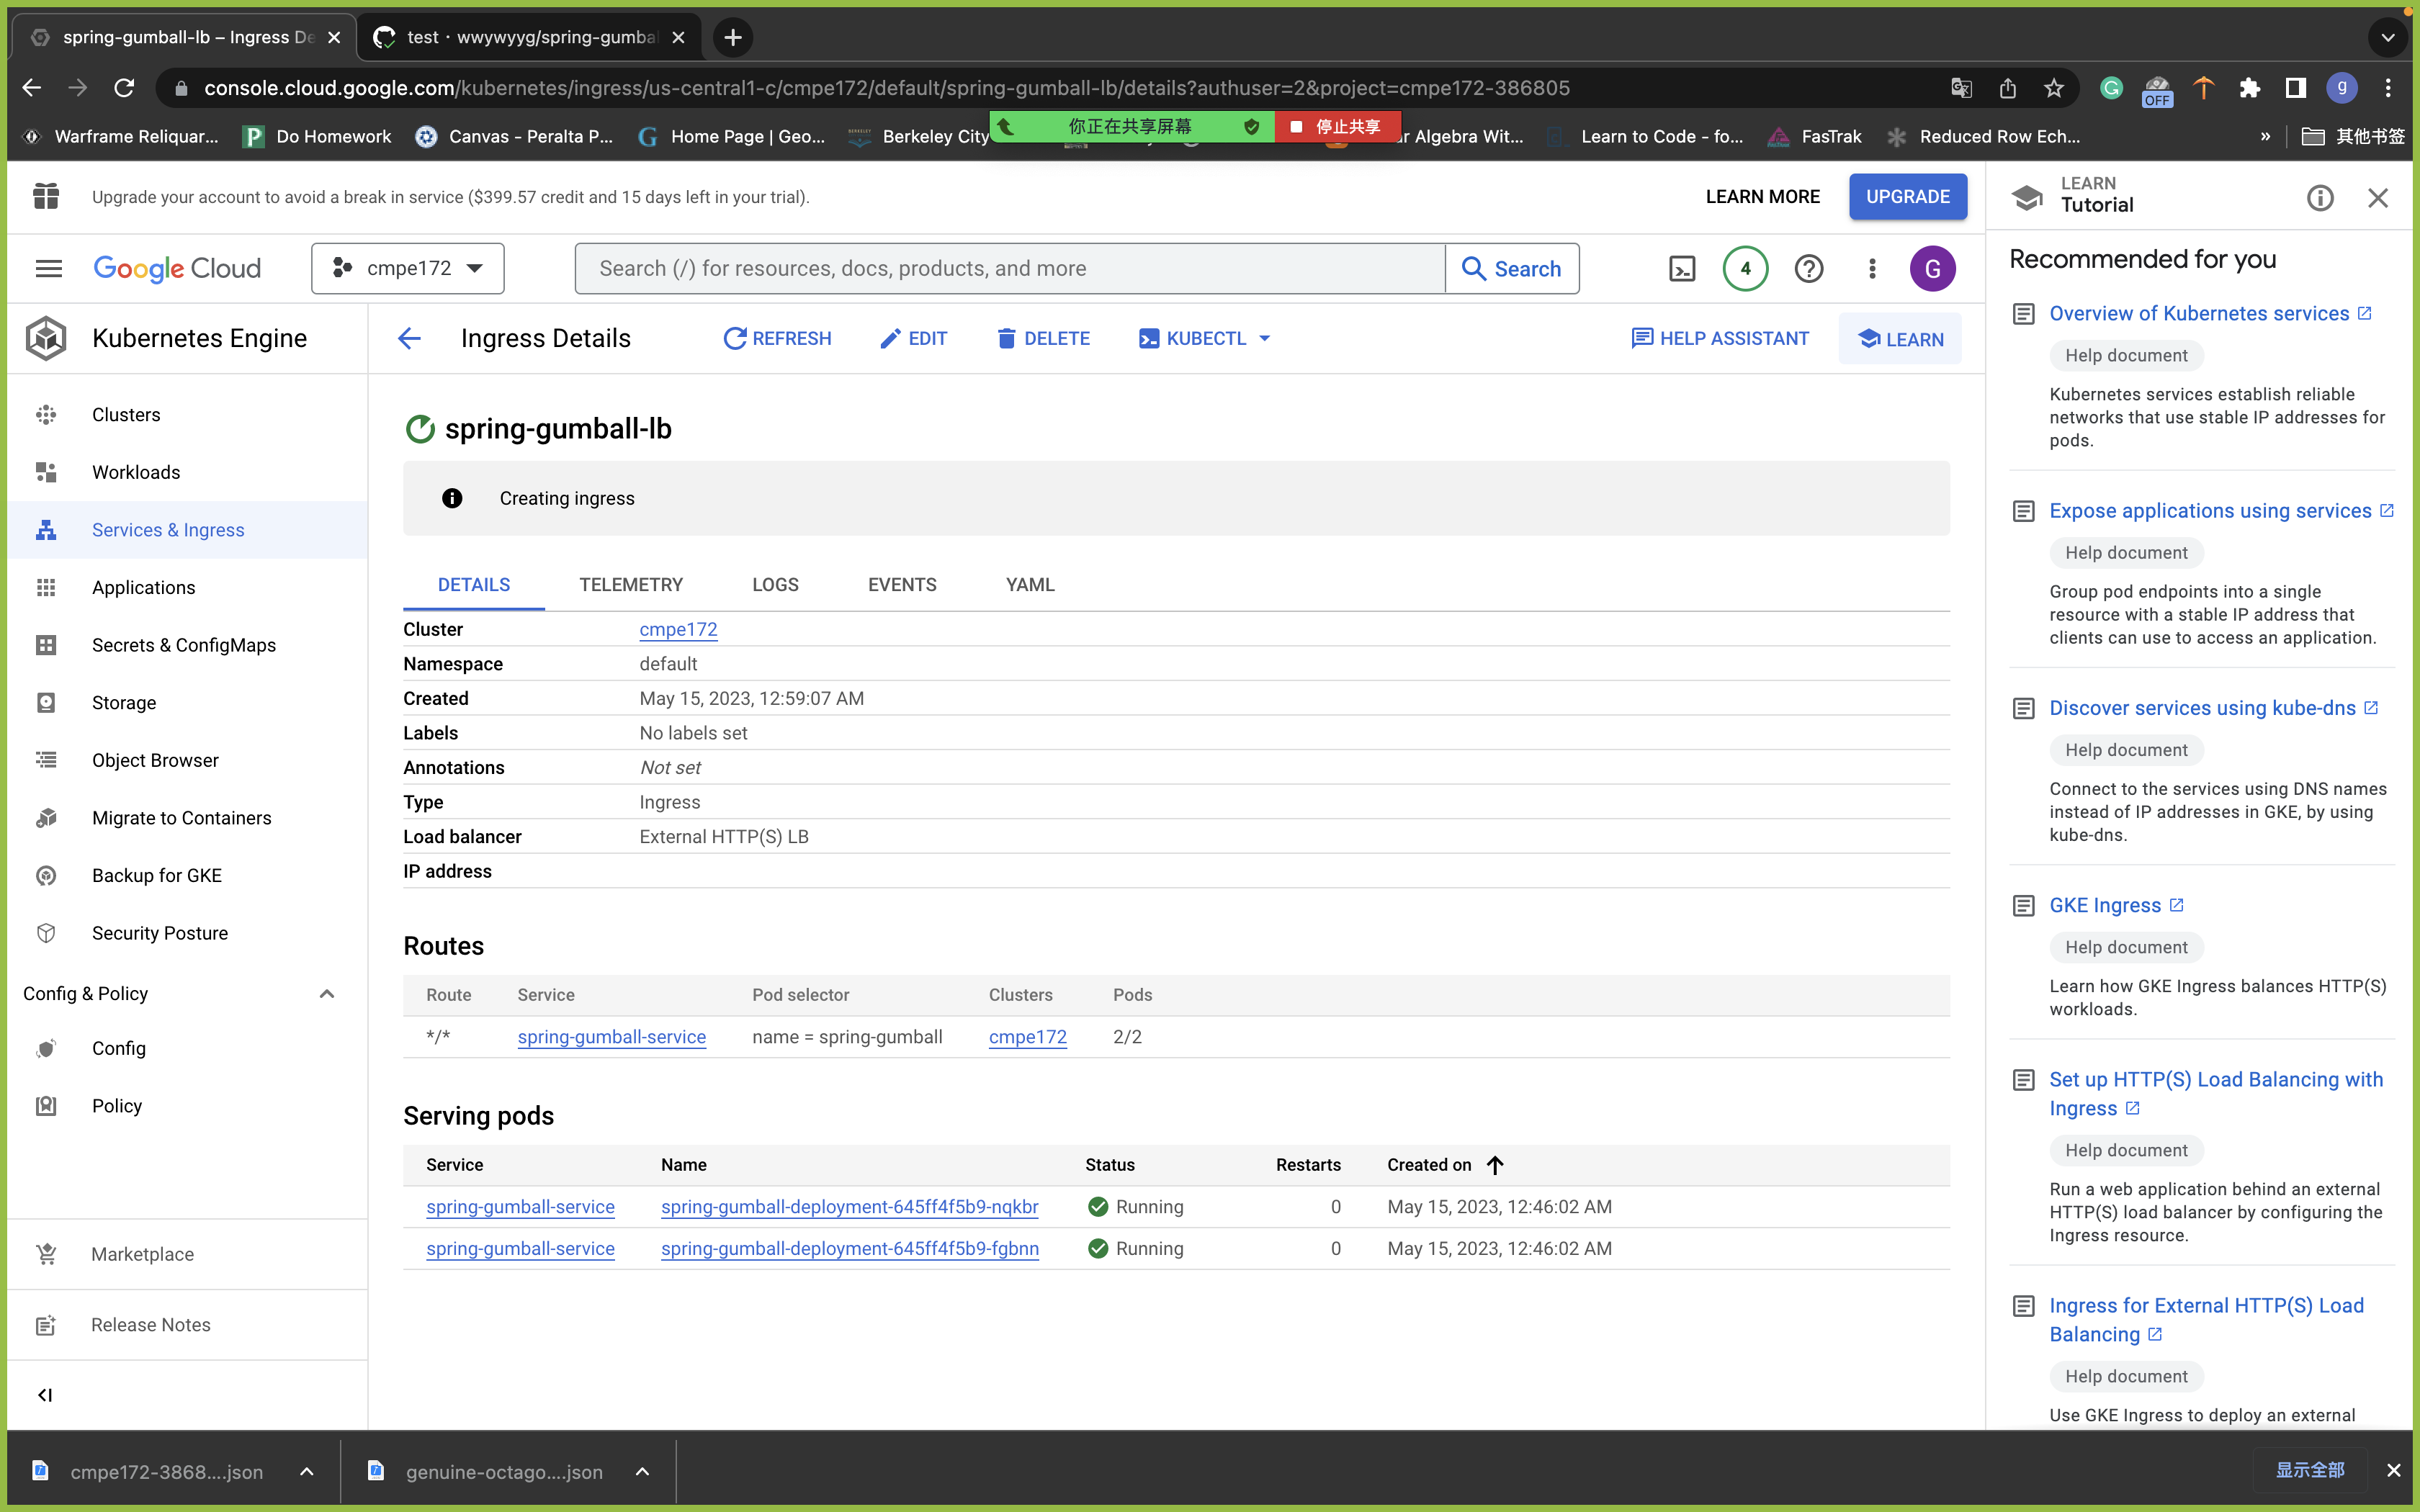 spring-gumball-lb – Ingress De
test · wwywyyg/spring-gumbal
console.cloud.google.com/kubernetes/ingress/us-central1-c/cmpe172/default/spring-gumball-lb/details?authuser=2&project=cmpe172-386805
OFF
g
Warframe Reliquar...
Do Homework
Canvas - Peralta P...
Home Page | Geo...
Berkeley City
你正在共享屏幕
停止共享
ar Algebra Wit...
Learn to Code - fo...
FasTrak
Reduced Row Ech...
»
其他书签
Upgrade your account to avoid a break in service ($399.57 credit and 15 days left in your trial).
LEARN MORE
UPGRADE
Google Cloud
cmpe172
Search (/) for resources, docs, products, and more
Search
4
G
Kubernetes Engine
Clusters
Workloads
Services & Ingress
Applications
Secrets & ConfigMaps
Storage
Object Browser
Migrate to Containers
Backup for GKE
Security Posture
Config & Policy
Config
Policy
Marketplace
Release Notes
Ingress Details
REFRESH
EDIT
DELETE
KUBECTL
HELP ASSISTANT
LEARN
spring-gumball-lb
Creating ingress
DETAILS
TELEMETRY
LOGS
EVENTS
YAML
Cluster cmpe172
Namespace default
Created May 15, 2023, 12:59:07 AM
Labels No labels set
Annotations Not set
Type Ingress
Load balancer External HTTP(S) LB
IP address
Routes
Route Service Pod selector Clusters Pods
*/* spring-gumball-service name = spring-gumball cmpe172 2/2
Serving pods
Service Name Status Restarts Created on
spring-gumball-service spring-gumball-deployment-645ff4f5b9-nqkbr Running 0 May 15, 2023, 12:46:02 AM
spring-gumball-service spring-gumball-deployment-645ff4f5b9-fgbnn Running 0 May 15, 2023, 12:46:02 AM
LEARN
Tutorial
Recommended for you
Overview of Kubernetes services
Help document
Kubernetes services establish reliable
networks that use stable IP addresses for
pods.
Expose applications using services
Help document
Group pod endpoints into a single
resource with a stable IP address that
clients can use to access an application.
Discover services using kube-dns
Help document
Connect to the services using DNS names
instead of IP addresses in GKE, by using
kube-dns.
GKE Ingress
Help document
Learn how GKE Ingress balances HTTP(S)
workloads.
Set up HTTP(S) Load Balancing with
Ingress
Help document
Run a web application behind an external
HTTP(S) load balancer by configuring the
Ingress resource.
Ingress for External HTTP(S) Load
Balancing
Help document
Use GKE Ingress to deploy an external
cmpe172-3868....json
genuine-octago....json
显示全部